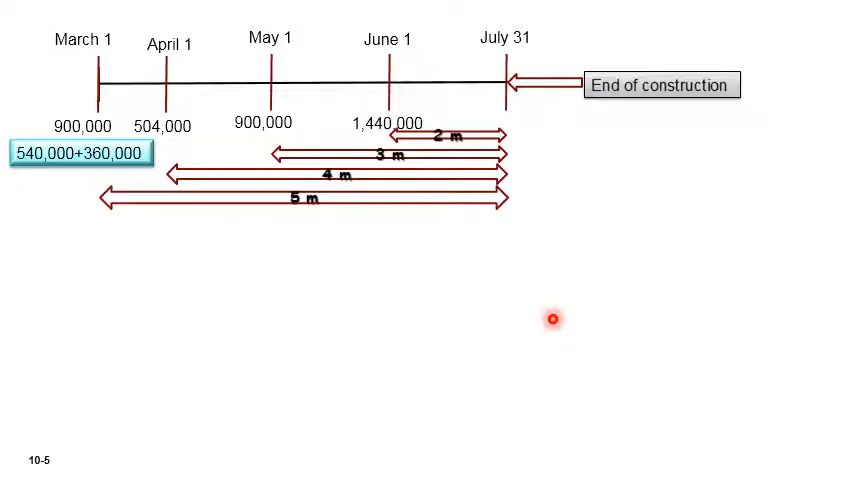 March 1 April 1 May 1 June 1 July 31
End of construction
900,000 504,000 900,000 1,440,000
2 m
540,000+360,000
3 m
4 m
5 m
10-5